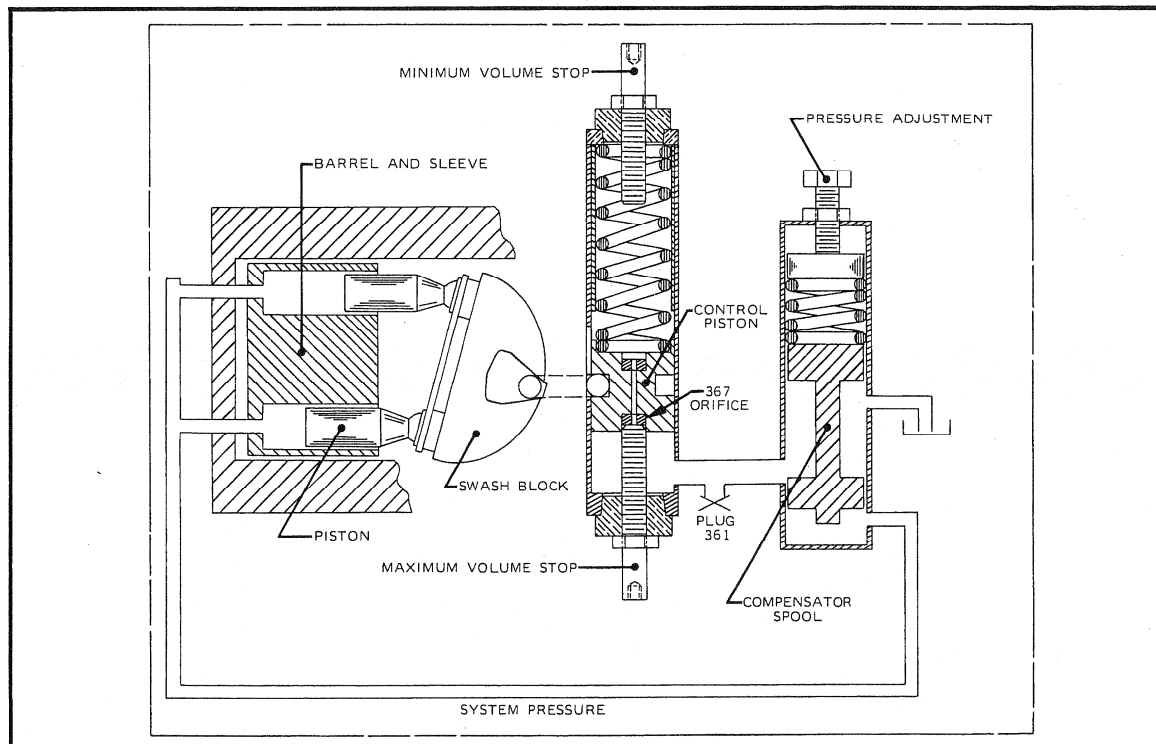 MINIMUM VOLUME STOP
PRESSURE ADJUSTMENT
BARREL AND SLEEVE
CONTROL
PISTON
367
ORIFICE
SWASH BLOCK
PLUG
361
PISTON
MAXIMUM VOLUME STOP
COMPENSATOR
SPOOL
SYSTEM PRESSURE